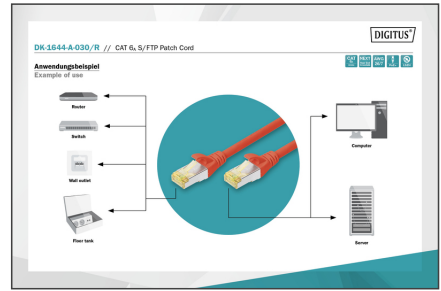 DIGITUS®
DK-1644-A-030/R // CAT 6A S/FTP Patch Cord
Anwendungsbeispiel
Example of use
Router
Switch
Wall outlet
Floor tank
Computer
Server